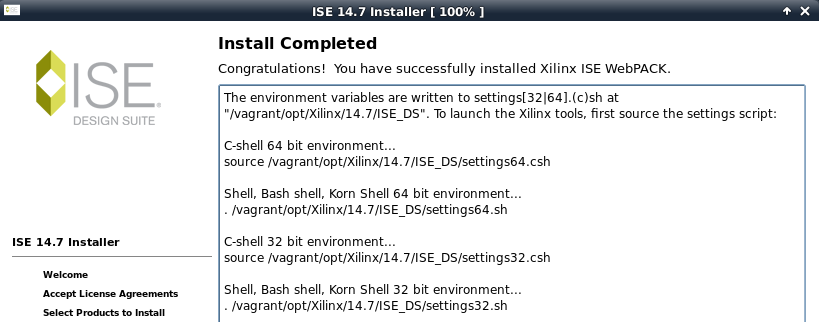 ISE 14.7 Installer [ 100% ]
ISE
DESIGN SUITE
Install Completed
Congratulations!  You have successfully installed Xilinx ISE WebPACK.
The environment variables are written to settings[32|64].(c)sh at
"/vagrant/opt/Xilinx/14.7/ISE_DS". To launch the Xilinx tools, first source the settings script:
C-shell 64 bit environment...
source /vagrant/opt/Xilinx/14.7/ISE_DS/settings64.csh
Shell, Bash shell, Korn Shell 64 bit environment...
. /vagrant/opt/Xilinx/14.7/ISE_DS/settings64.sh
C-shell 32 bit environment...
source /vagrant/opt/Xilinx/14.7/ISE_DS/settings32.csh
Shell, Bash shell, Korn Shell 32 bit environment...
. /vagrant/opt/Xilinx/14.7/ISE_DS/settings32.sh
ISE 14.7 Installer
Welcome
Accept License Agreements
Select Products to Install